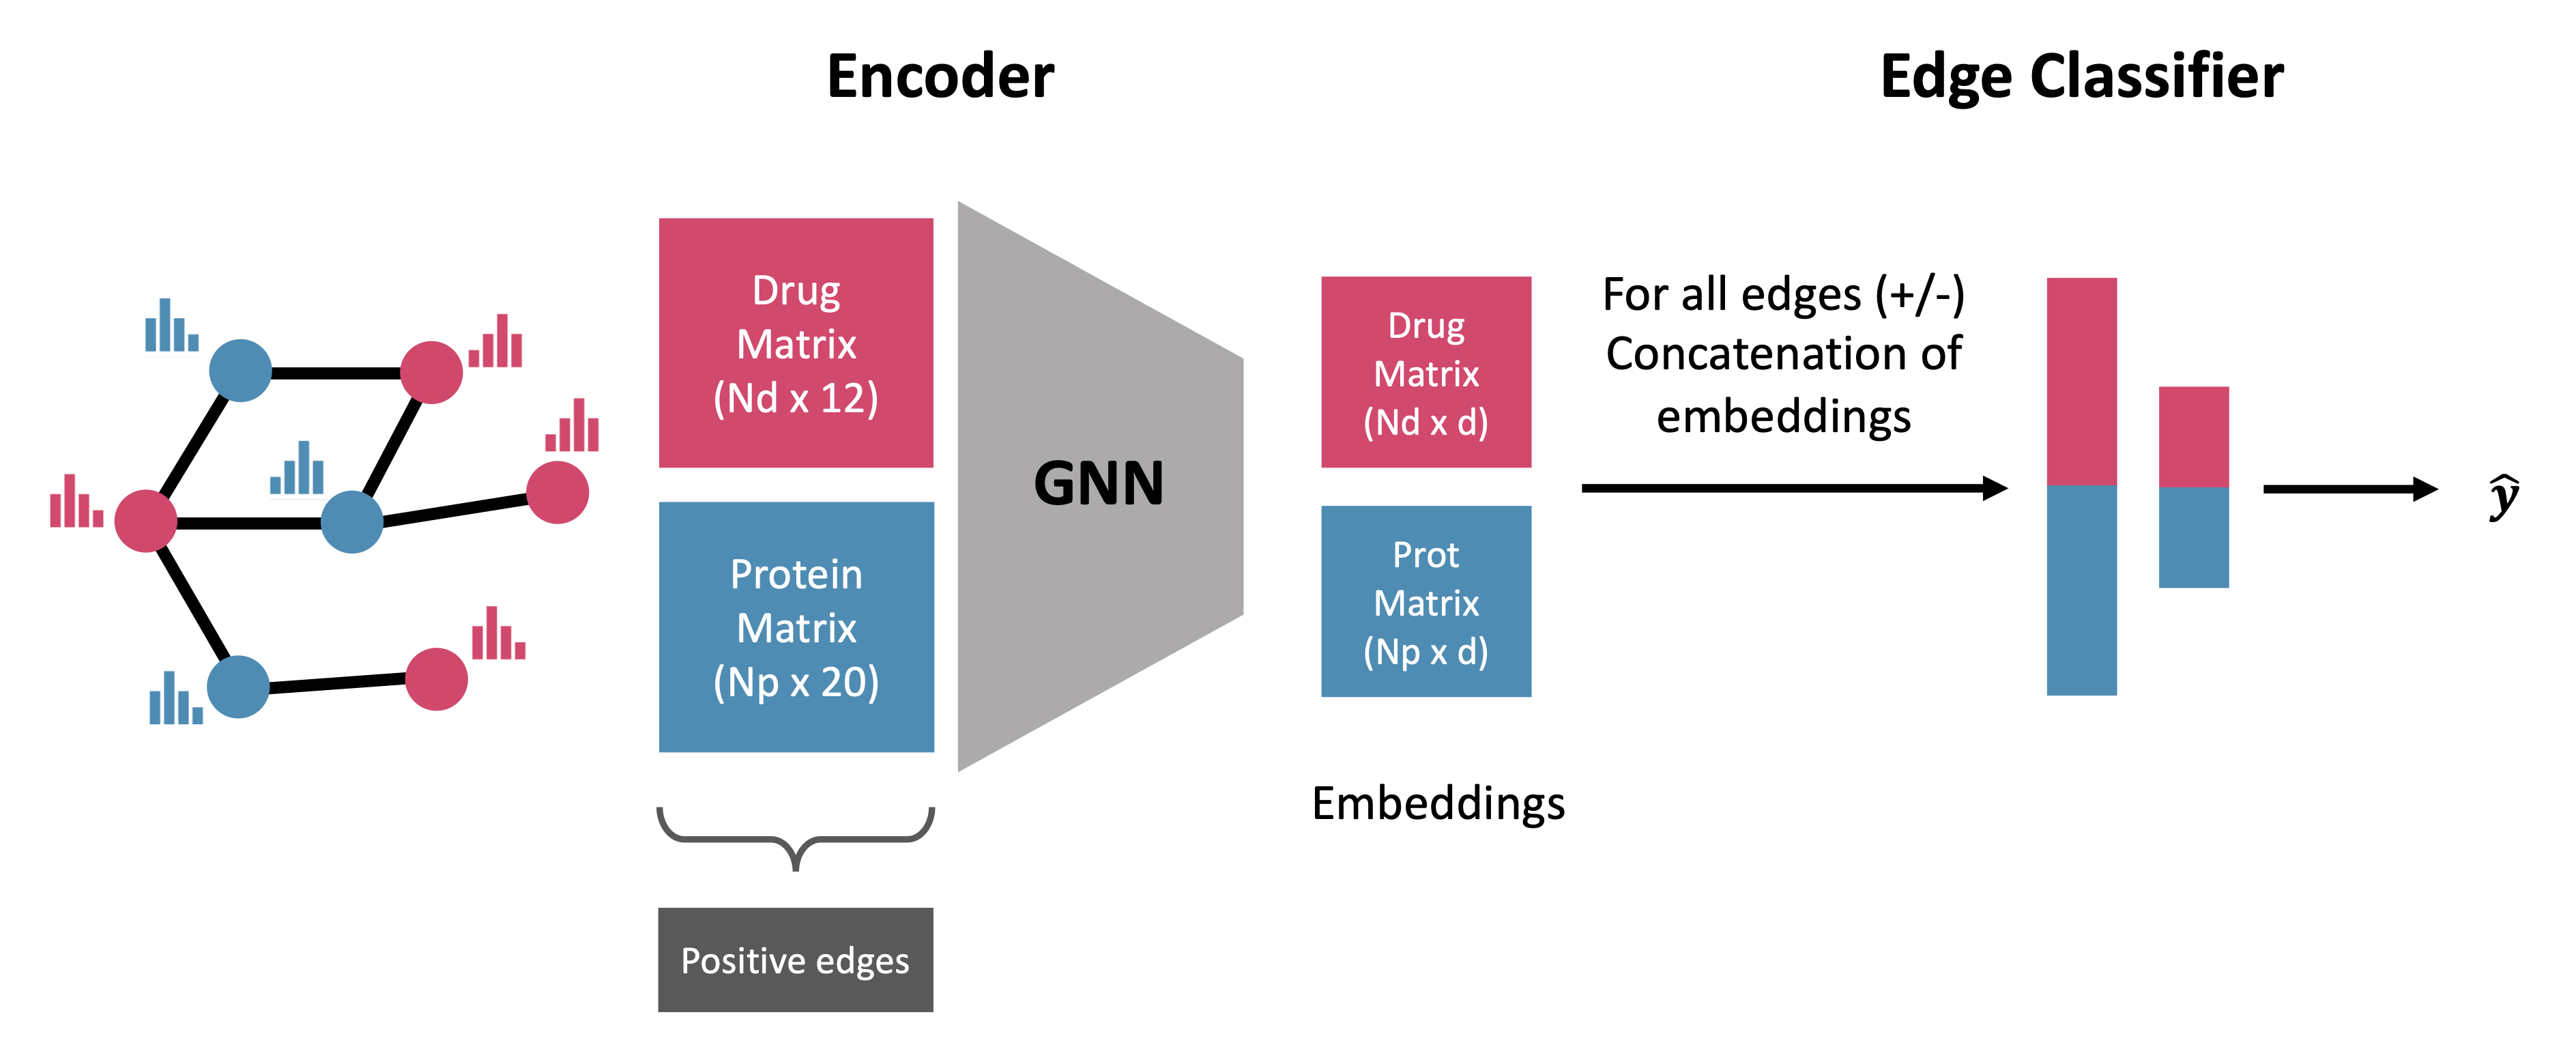 Encoder
Edge Classifier
Drug
Matrix
(Nd x 12)
Protein
Matrix
(Np x 20)
GNN
Drug
Matrix
(Nd x d)
Prot
Matrix
(Np x d)
For all edges (+/-)
Concatenation of
embeddings
ŷ
Embeddings
Positive edges